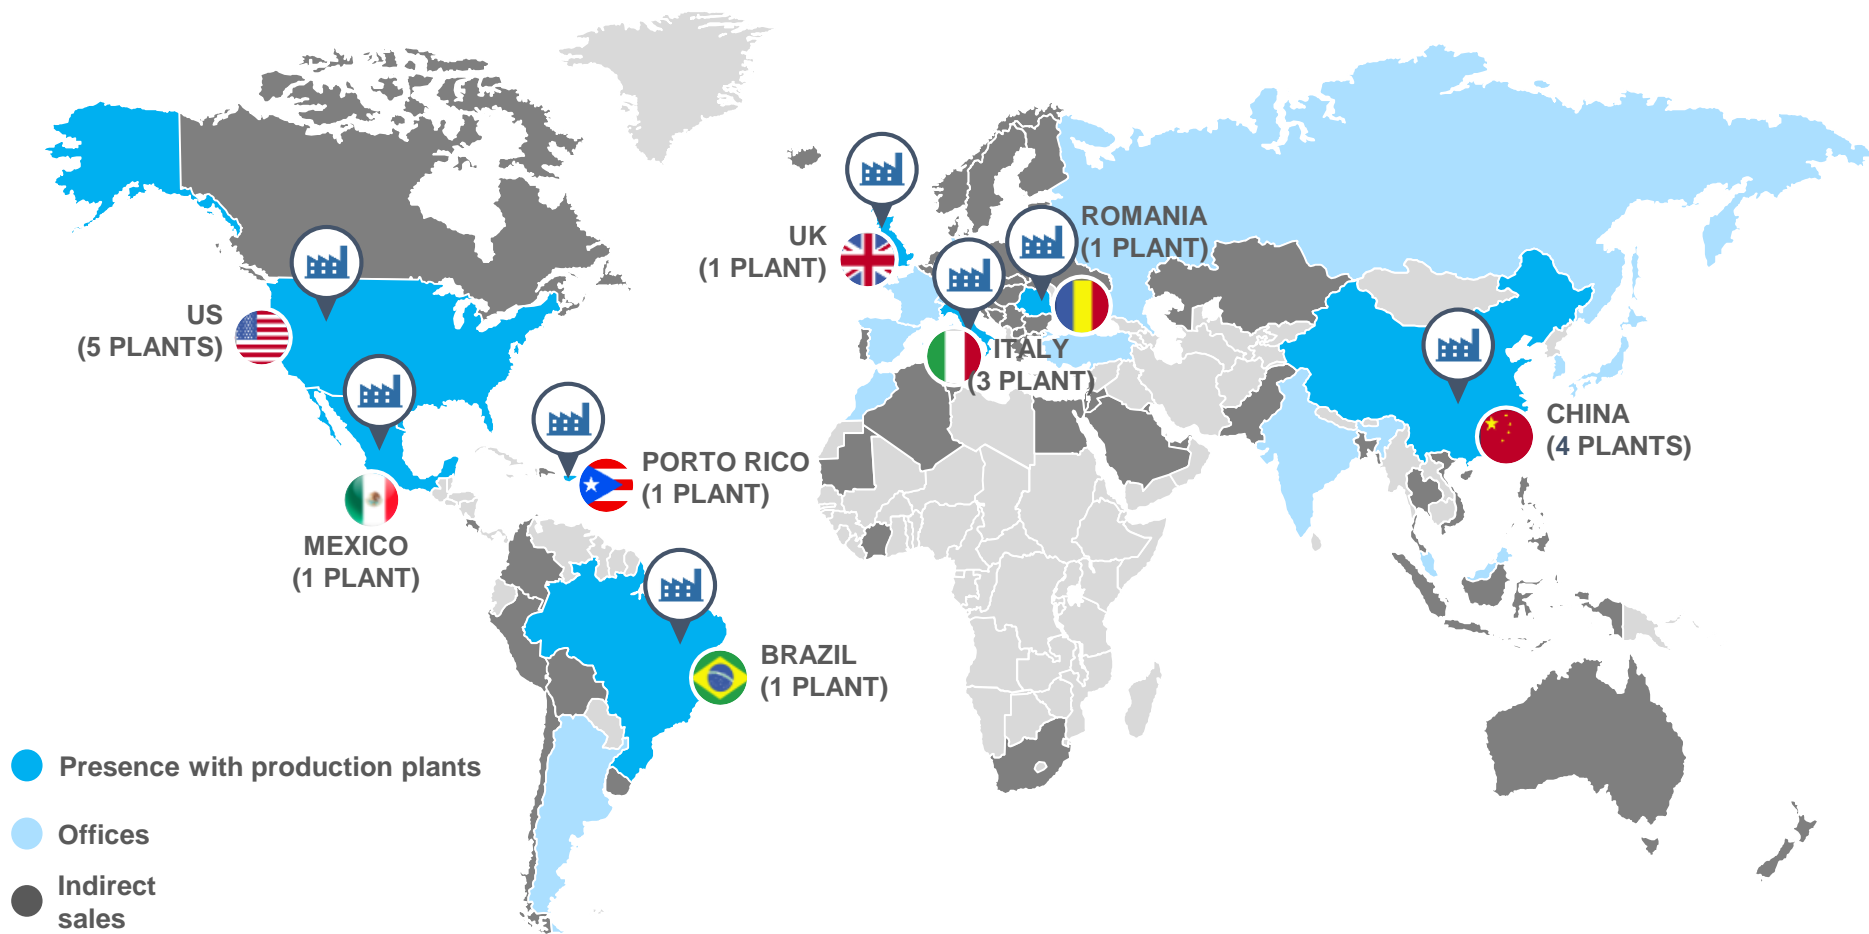 ROMANIA
(1 PLANT)
UK
(1 PLANT)
US
(5 PLANTS)
ITALY
(3 PLANT)
CHINA
(4 PLANTS)
PORTO RICO
(1 PLANT)
MEXICO
(1 PLANT)
BRAZIL
(1 PLANT)
Presence with production plants
Offices
Indirect
sales